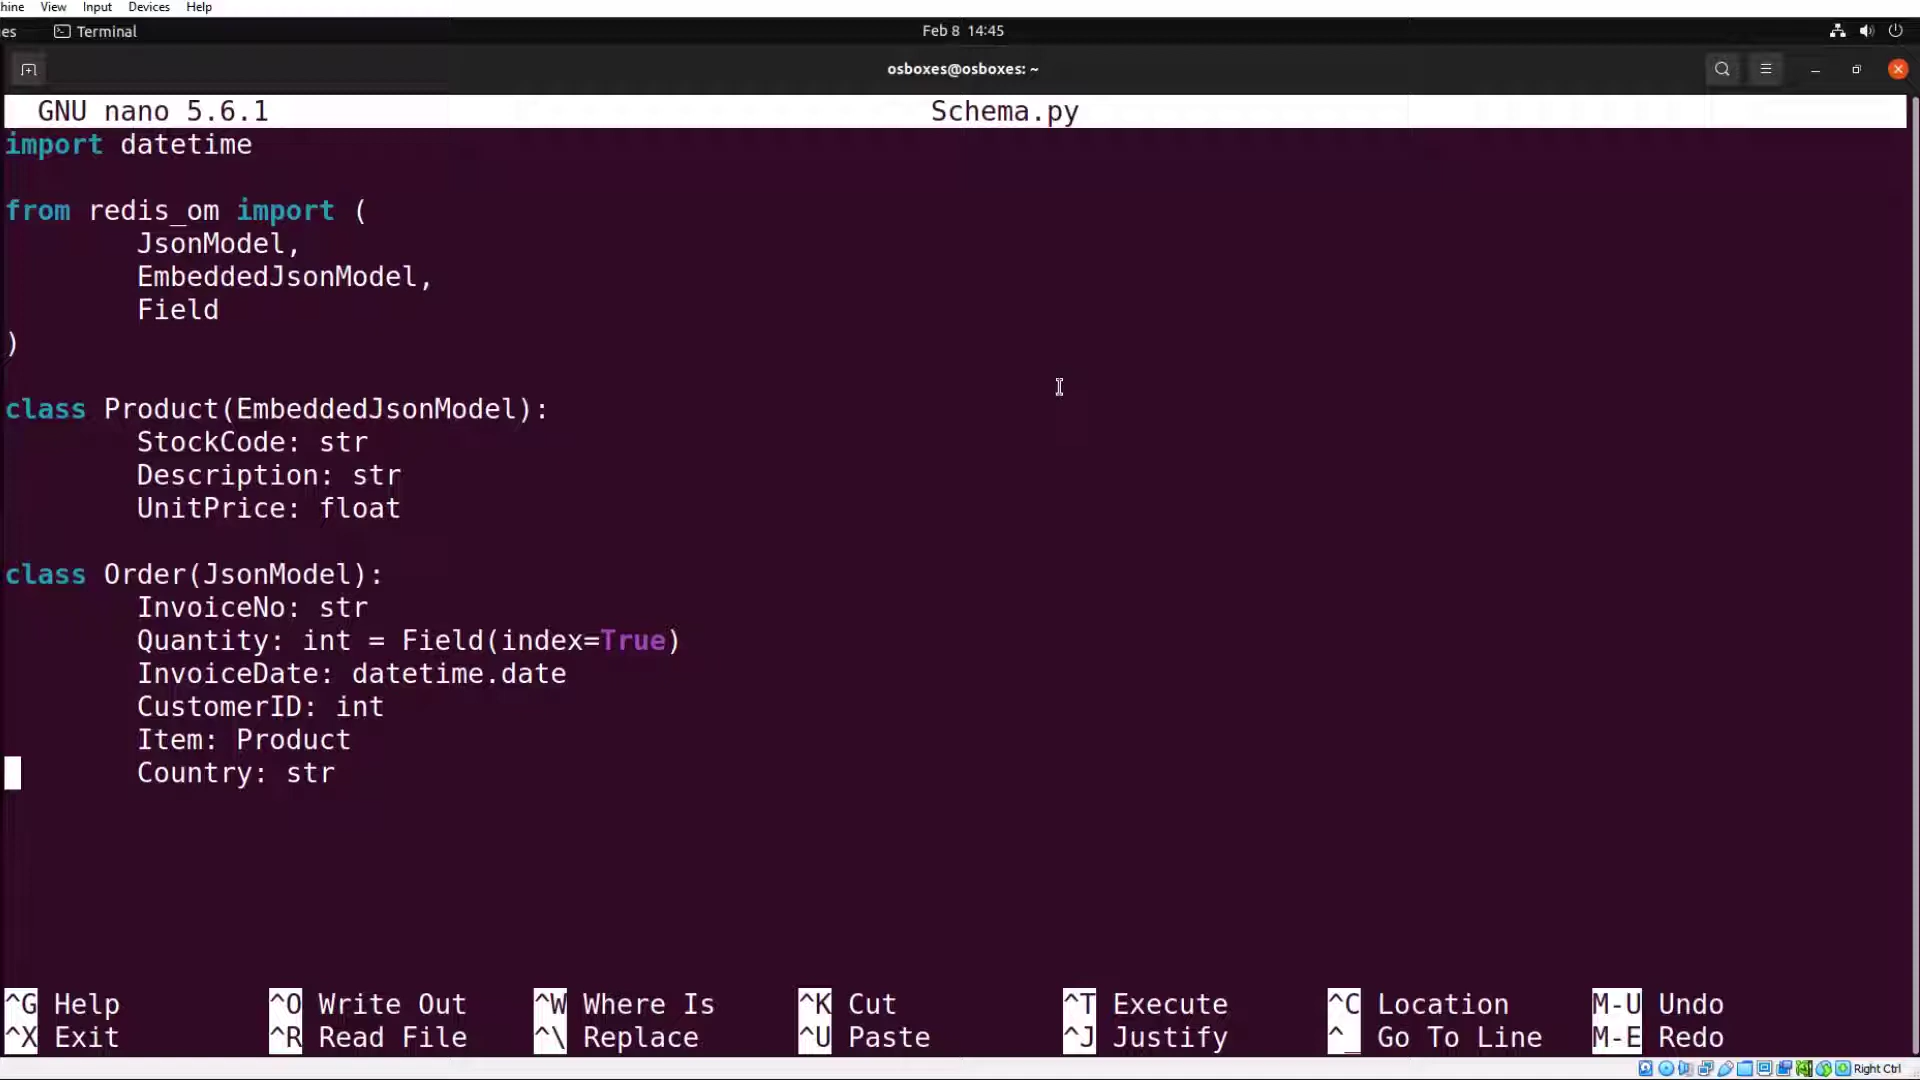 hine View Input Devices Help
es Terminal Feb 8 14:45
osboxes@osboxes: ~
GNU nano 5.6.1 Schema.py
import datetime
from redis_om import (
JsonModel,
EmbeddedJsonModel,
Field
)
class Product(EmbeddedJsonModel):
StockCode: str
Description: str
UnitPrice: float
class Order(JsonModel):
InvoiceNo: str
Quantity: int = Field(index=True)
InvoiceDate: datetime.date
CustomerID: int
Item: Product
Country: str
^G Help ^O Write Out ^W Where Is ^K Cut ^T Execute ^C Location M-U Undo
^X Exit ^R Read File ^\ Replace ^U Paste ^J Justify ^_ Go To Line M-E Redo
Right Ctrl